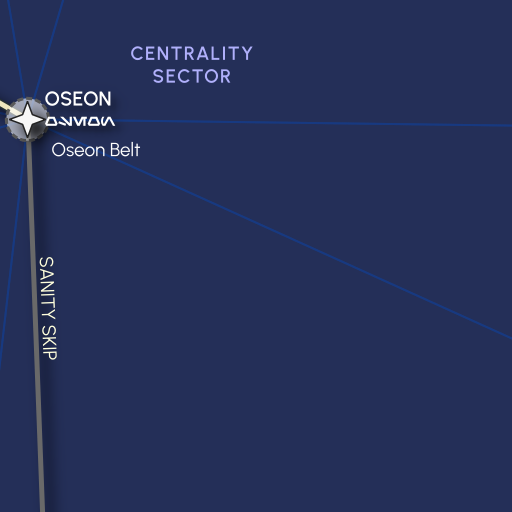 CENTRALITY
SECTOR
OSEON
Oseon Belt
SANITY SKIP